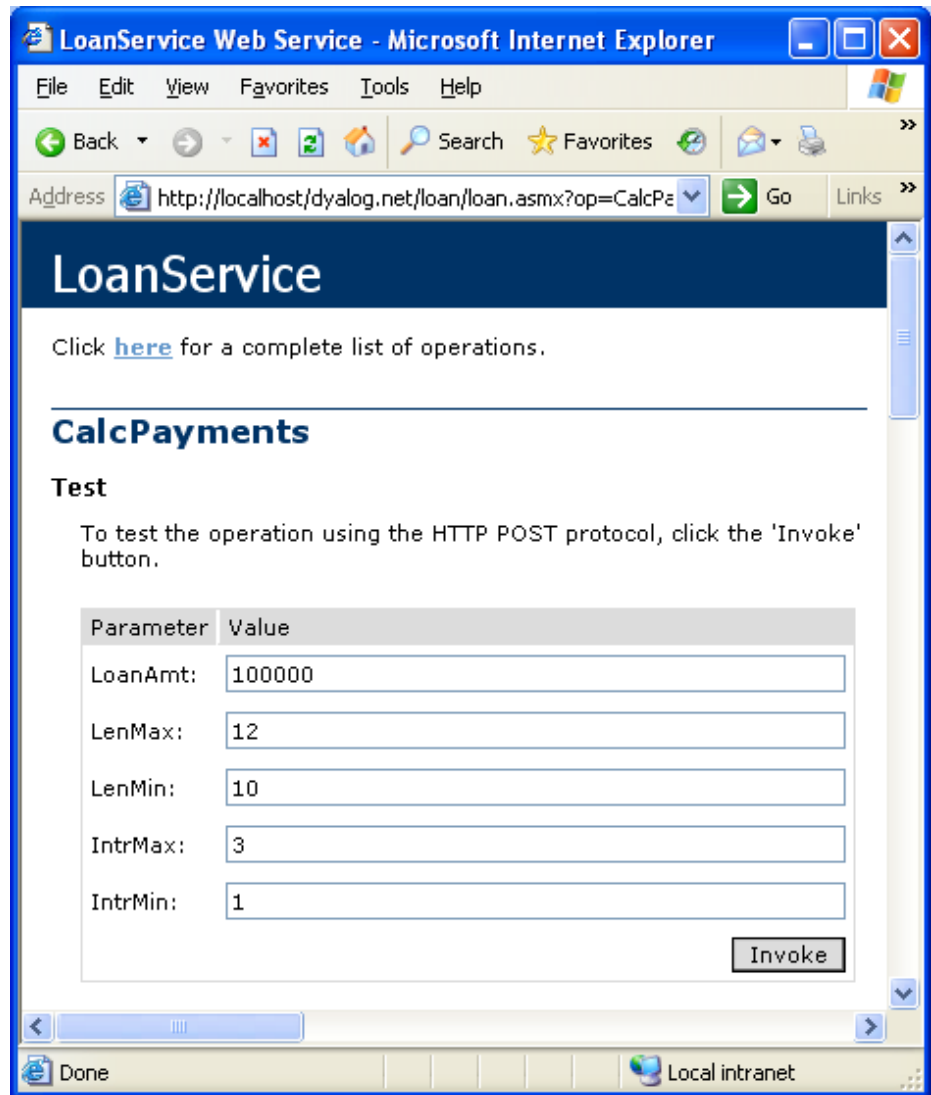 LoanService Web Service - Microsoft Internet Explorer
File Edit View Favorites Tools Help
Back Search Favorites »
Address http://localhost/dyalog.net/loan/loan.asmx?op=CalcPa Go Links »
LoanService
Click here for a complete list of operations.
CalcPayments
Test
To test the operation using the HTTP POST protocol, click the 'Invoke'
button.
Parameter Value
LoanAmt: 100000
LenMax: 12
LenMin: 10
IntrMax: 3
IntrMin: 1
Invoke
Done Local intranet